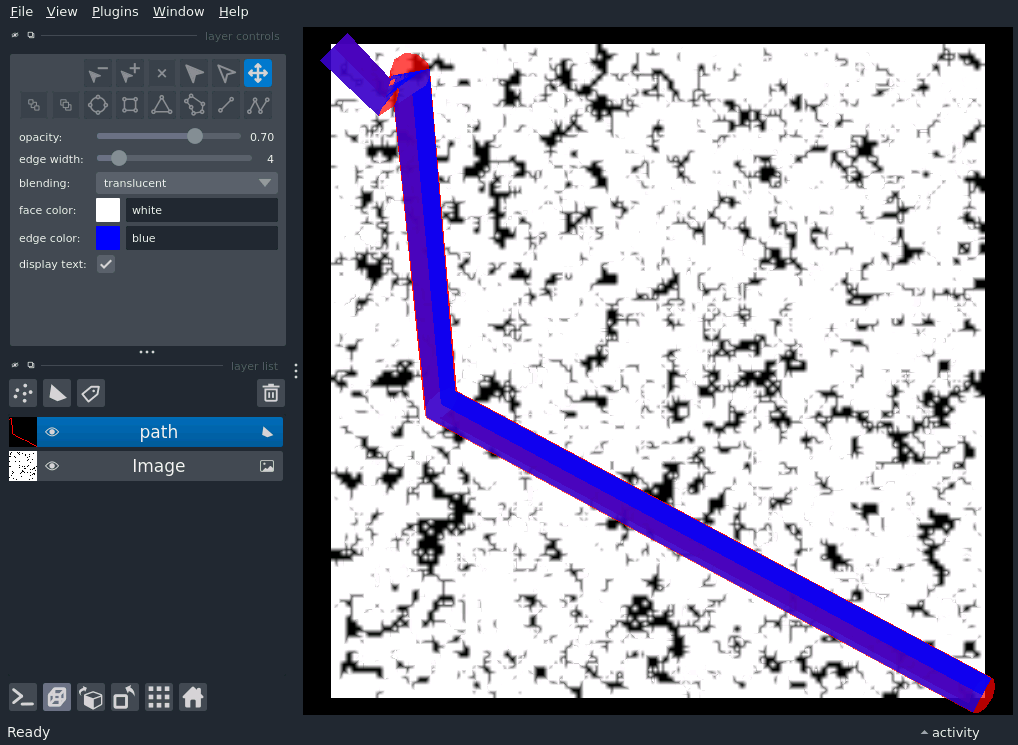 File View Plugins Window Help
layer controls
opacity: 0.70
edge width: 4
blending: translucent
face color: white
edge color: blue
display text:
layer list
path
Image
Ready activity